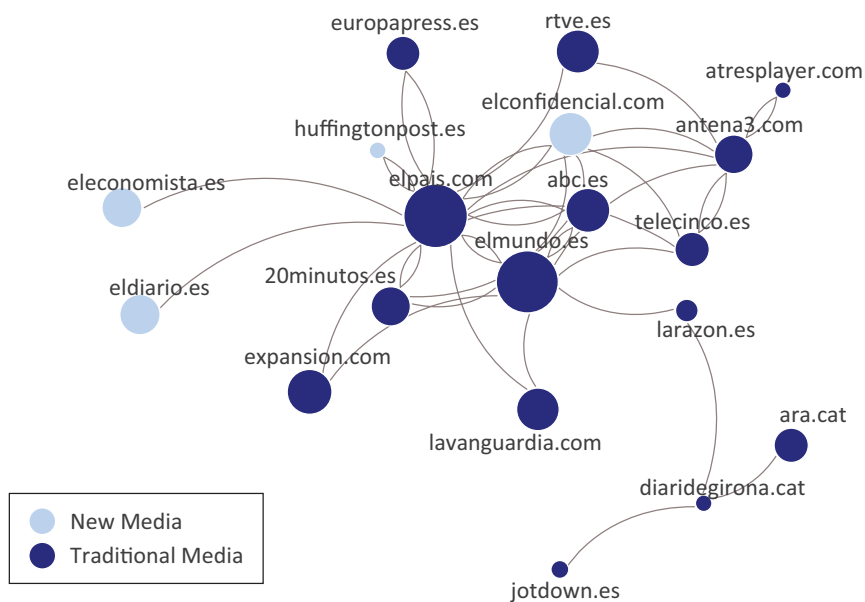 rtve.es
europapress.es
atresplayer.com
elconfidencial.com
antena3.com
huffingtonpost.es
elpais.com
abc.es
eleconomista.es
telecinco.es
elmundo.es
20minutos.es
eldiario.es
larazon.es
expansion.com
ara.cat
lavanguardia.com
diaridegirona.cat
New Media
Traditional Media
jotdown.es